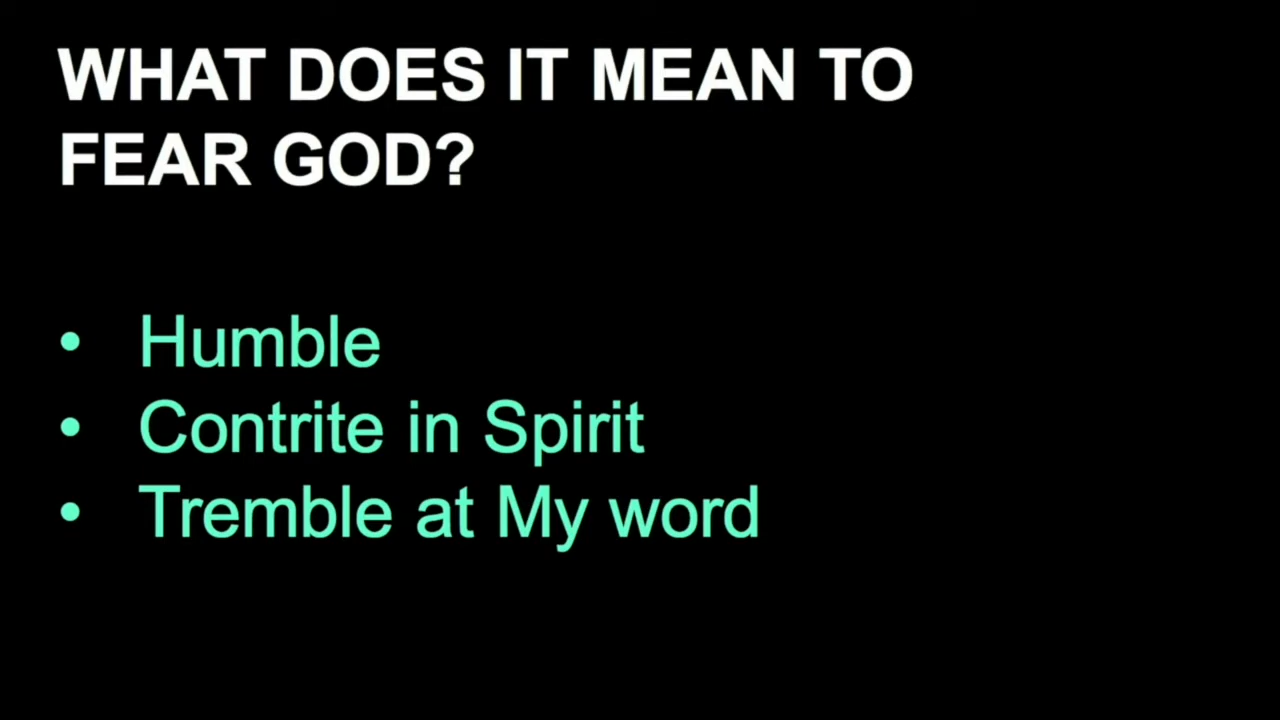 WHAT DOES IT MEAN TO
FEAR GOD?
• Humble
• Contrite in Spirit
• Tremble at My word